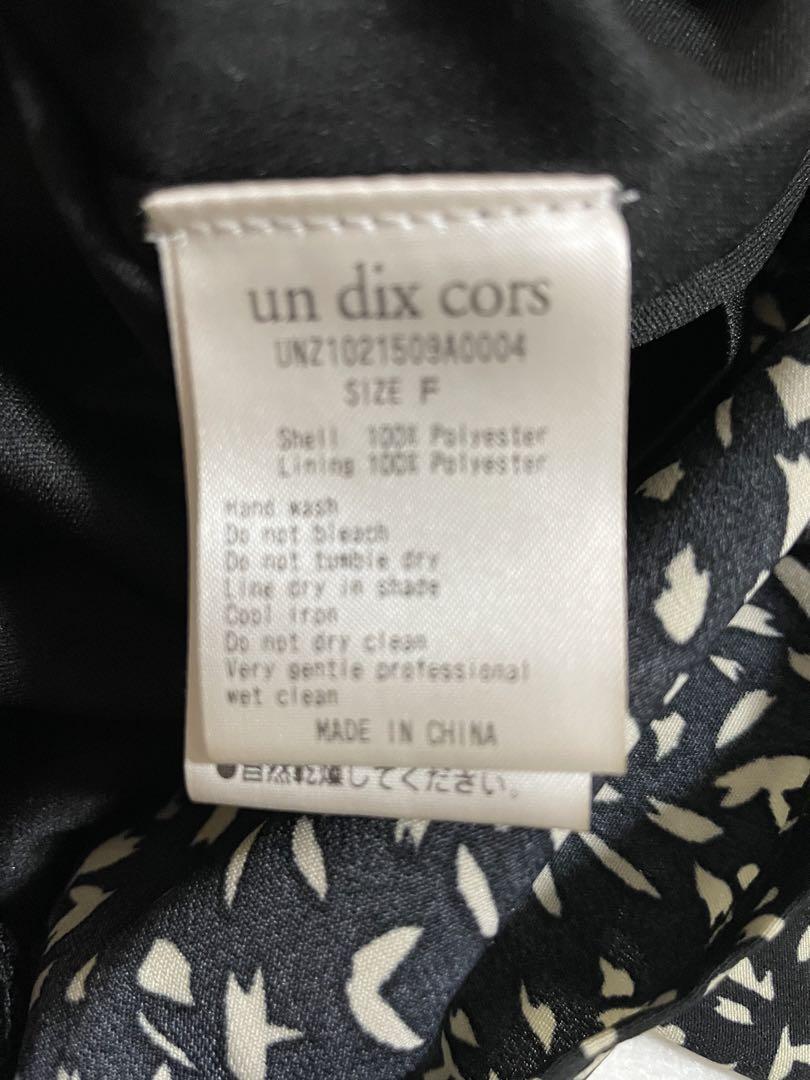 un dix cors
UNZ1021509A0004
SIZE F
Shell 100% Polyester
Lining 100% Polyester
Hand wash
Do not bleach
Do not tumble dry
Line dry in shade
Cool iron
Do not dry clean
Very gentle professional
wet clean
MADE IN CHINA
●自然乾燥してください。